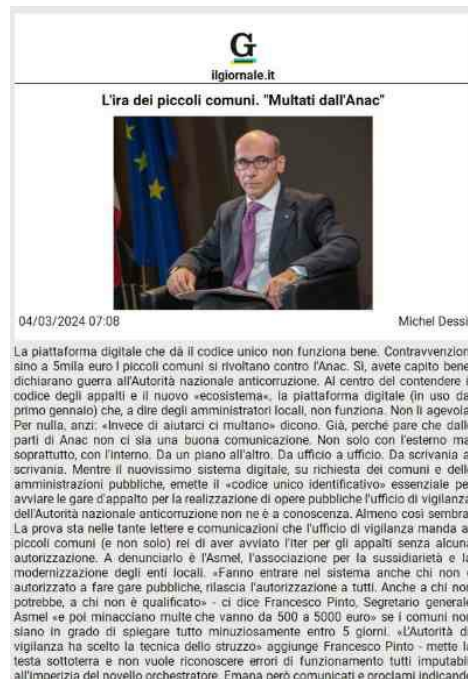 G
ilgiornale.it
L'ira dei piccoli comuni. "Multati dall'Anac"
04/03/2024 07:08
Michel Dessì
La piattaforma digitale che dà il codice unico non funziona bene. Contravvenzion
sino a 5mila euro I piccoli comuni si rivoltano contro l'Anac. Sì, avete capito bene
dichiarano guerra all'Autorità nazionale anticorruzione. Al centro del contendere i
codice degli appalti e il nuovo «ecosistema«, la piattaforma digitale (in uso da
primo gennaio) che, a dire degli amministratori locali, non funziona. Non li agevola
Per nulla, anzi: «Invece di aiutarci ci multano» dicono. Già, perché pare che dalle
parti di Anac non ci sia una buona comunicazione. Non solo con l'esterno ma
soprattutto, con l'interno. Da un piano all'altro. Da ufficio a ufficio. Da scrivania a
scrivania. Mentre il nuovissimo sistema digitale, su richiesta dei comuni e delle
amministrazioni pubbliche, emette il «codice unico identificativo» essenziale per
avviare le gare d'appalto per la realizzazione di opere pubbliche l'ufficio di vigilanza
dell'Autorità nazionale anticorruzione non ne è a conoscenza. Almeno così sembra.
La prova sta nelle tante lettere e comunicazioni che l'ufficio di vigilanza manda ai
piccoli comuni (e non solo) rei di aver avviato l'iter per gli appalti senza alcuna
autorizzazione. A denunciarlo è l'Asmel, l'associazione per la sussidiarietà e la
modernizzazione degli enti locali. «Fanno entrare nel sistema anche chi non è
autorizzato a fare gare pubbliche, rilascia l'autorizzazione a tutti. Anche a chi non
potrebbe, a chi non è qualificato» - ci dice Francesco Pinto, Segretario generale
Asmel «e poi minacciano multe che vanno da 500 a 5000 euro» se i comuni non
siano in grado di spiegare tutto minuziosamente entro 5 giorni. «L'Autorità di
vigilanza ha scelto la tecnica dello struzzo» aggiunge Francesco Pinto - mette la
testa sottoterra e non vuole riconoscere errori di funzionamento tutti imputabili
all'imperizia del novello orchestratore. Emana però comunicati e proclami indicando